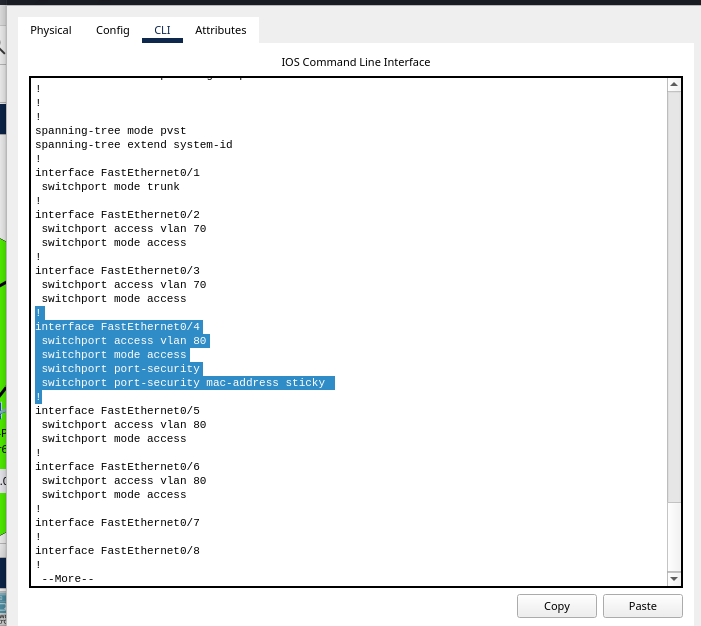 Physical Config CLI Attributes
IOS Command Line Interface
!
!
!
spanning-tree mode pvst
spanning-tree extend system-id
!
interface FastEthernet0/1
 switchport mode trunk
!
interface FastEthernet0/2
 switchport access vlan 70
 switchport mode access
!
interface FastEthernet0/3
 switchport access vlan 70
 switchport mode access
!
interface FastEthernet0/4
 switchport access vlan 80
 switchport mode access
 switchport port-security
 switchport port-security mac-address sticky
!
interface FastEthernet0/5
 switchport access vlan 80
 switchport mode access
!
interface FastEthernet0/6
 switchport access vlan 80
 switchport mode access
!
interface FastEthernet0/7
!
interface FastEthernet0/8
!
 --More--
Copy Paste